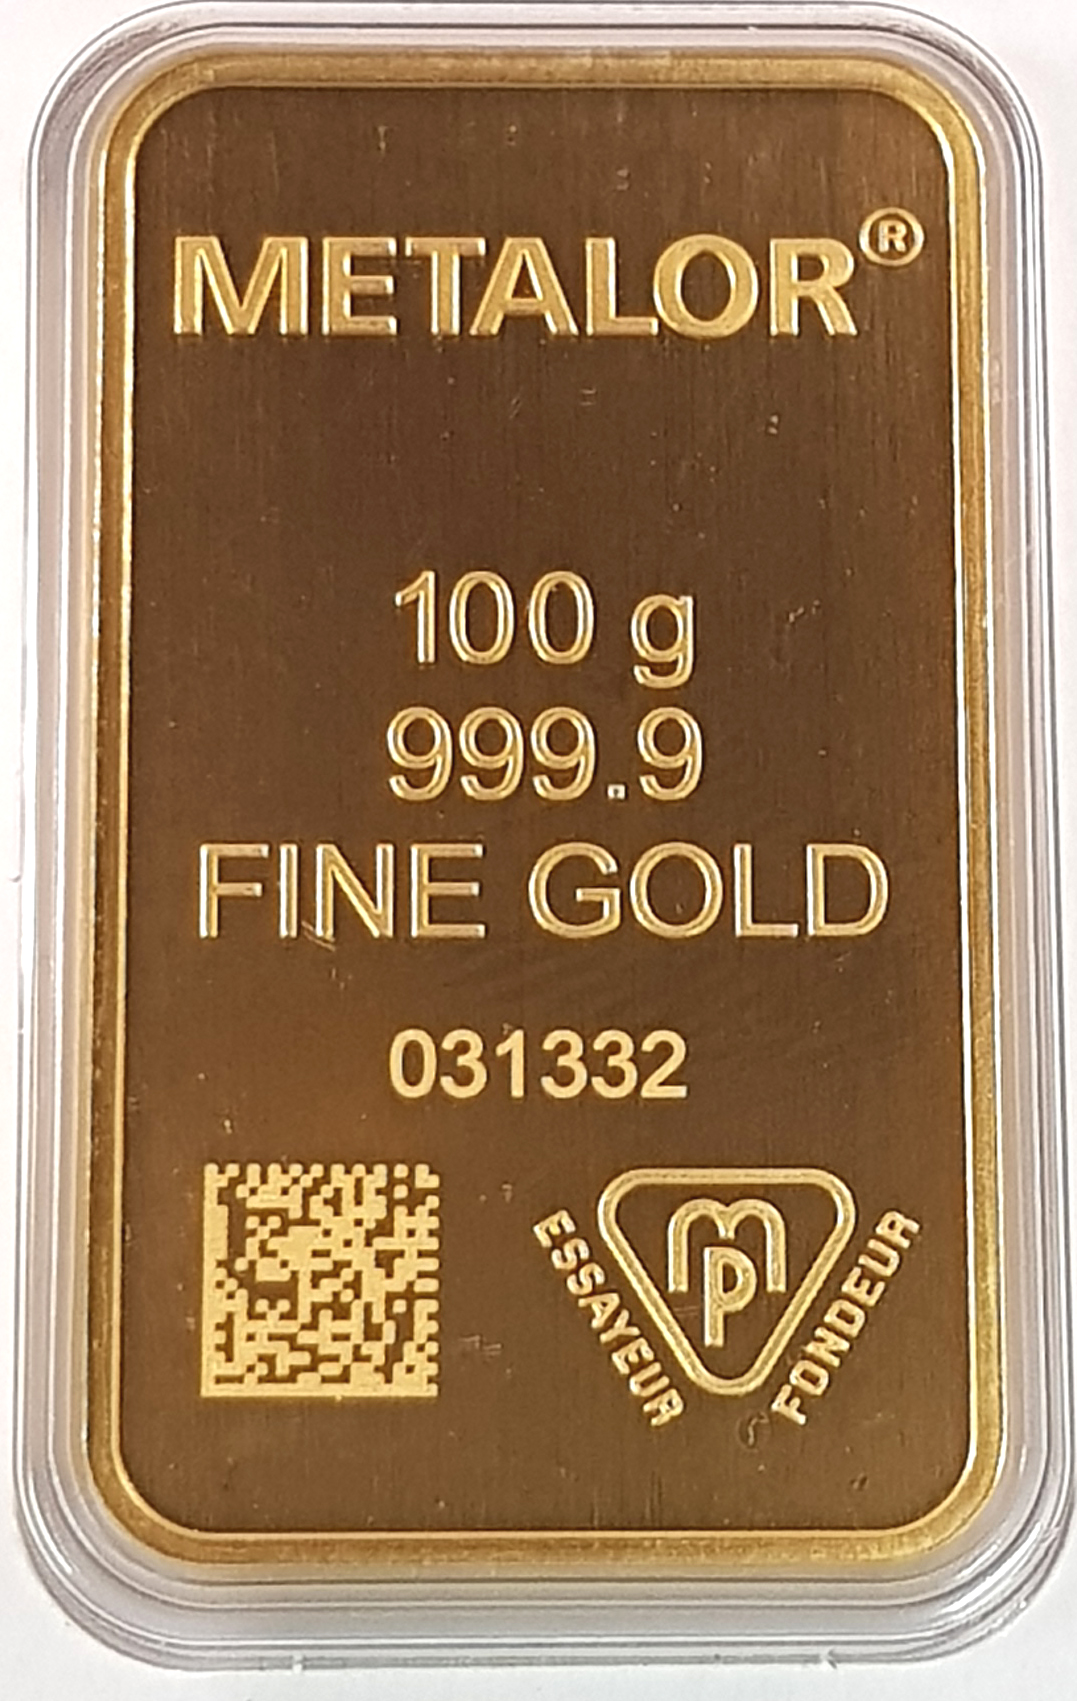 METALOR®
100 g
999.9
FINE GOLD
031332
MP
ESSAYEUR
FONDEUR